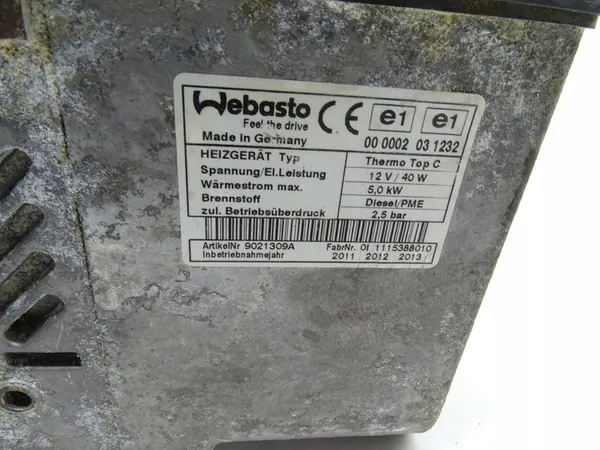 Webasto
Feel the drive
CE e1 e1
Made in Germany 00 0002 03 1232
HEIZGERÄT Typ Thermo Top C
Spannung/El.Leistung 12 V / 40 W
Wärmestrom max. 5,0 kW
Brennstoff Diesel/PME
zul. Betriebsüberdruck 2,5 bar
ArtikelNr 9021309A FabrNr. 0I 1115388010
Inbetriebnahmejahr 2011 2012 2013